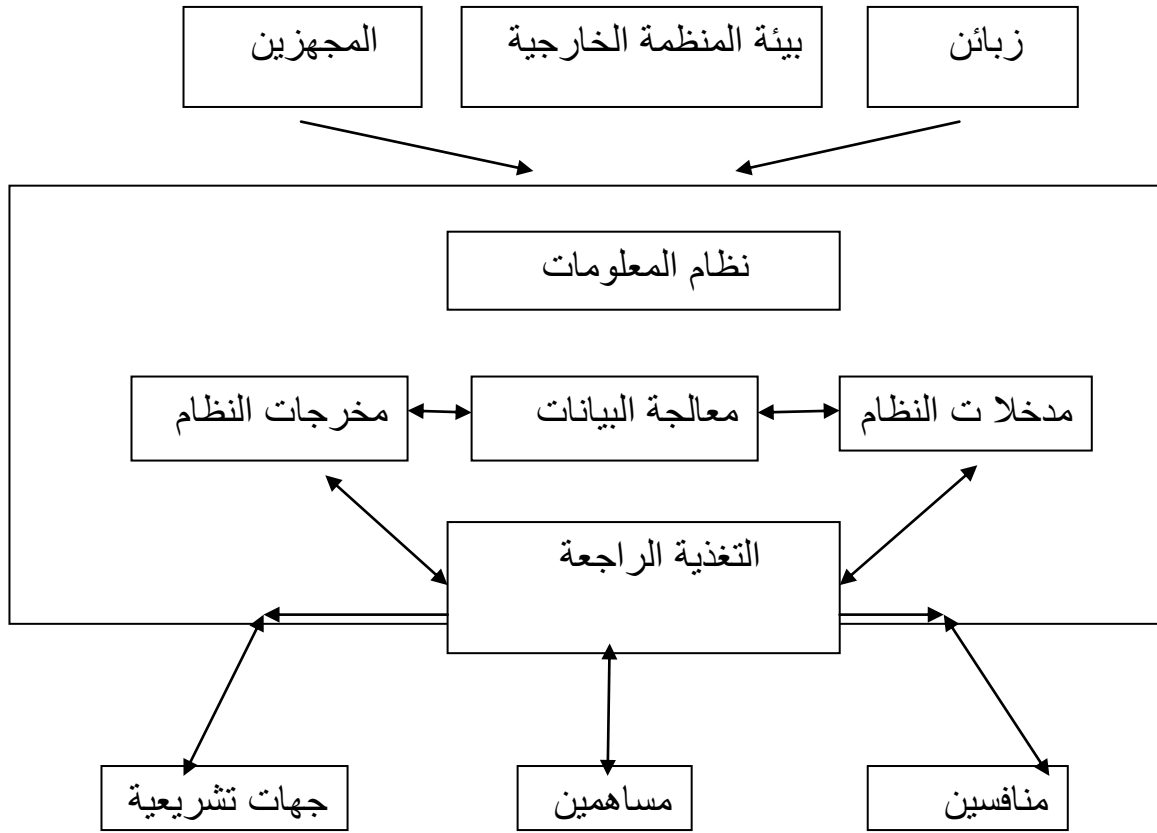 زبائن
بيئة المنظمة الخارجية
المجهزين
نظام المعلومات
مدخلا ت النظام
معالجة البيانات
مخرجات النظام
التغذية الراجعة
منافسين
مساهمين
جهات تشريعية